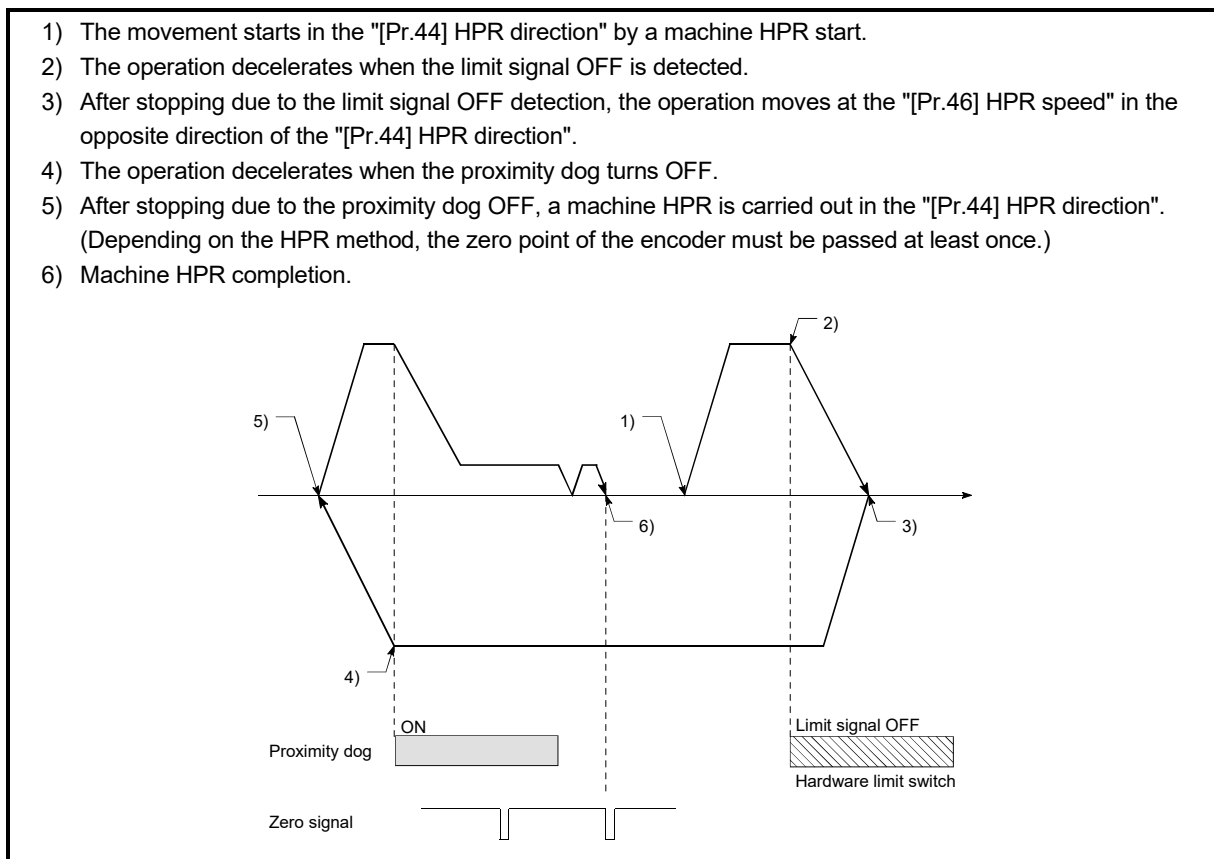 1) The movement starts in the "[Pr.44] HPR direction" by a machine HPR start.
2) The operation decelerates when the limit signal OFF is detected.
3) After stopping due to the limit signal OFF detection, the operation moves at the "[Pr.46] HPR speed" in the
opposite direction of the "[Pr.44] HPR direction".
4) The operation decelerates when the proximity dog turns OFF.
5) After stopping due to the proximity dog OFF, a machine HPR is carried out in the "[Pr.44] HPR direction".
(Depending on the HPR method, the zero point of the encoder must be passed at least once.)
6) Machine HPR completion.
2)
5)
1)
6)
3)
4)
ON
Limit signal OFF
Proximity dog
Hardware limit switch
Zero signal